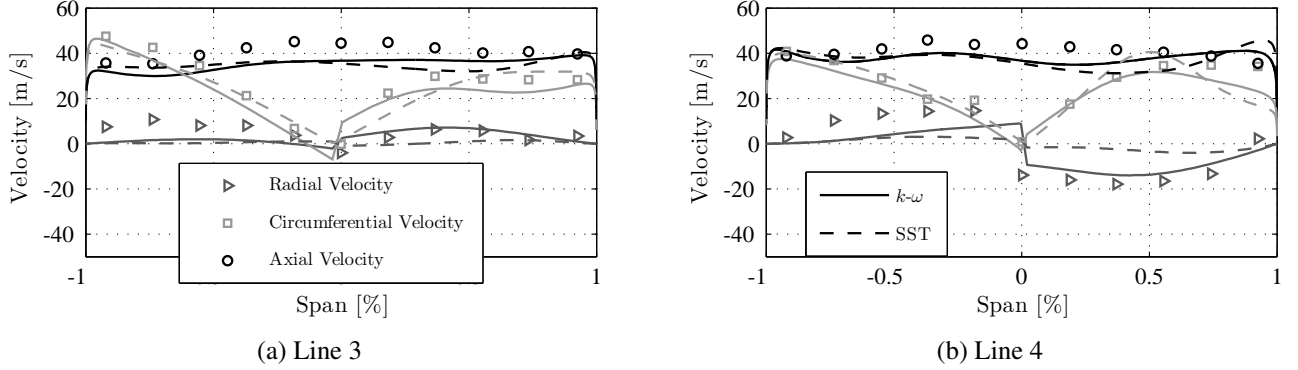 60
40
20
0
-20
-40
Velocity [m/s]
Radial Velocity
Circumferential Velocity
Axial Velocity
-1
1
Span [%]
(a) Line 3
60
40
20
0
-20
-40
Velocity [m/s]
k-ω
SST
-1
-0.5
0
0.5
1
Span [%]
(b) Line 4